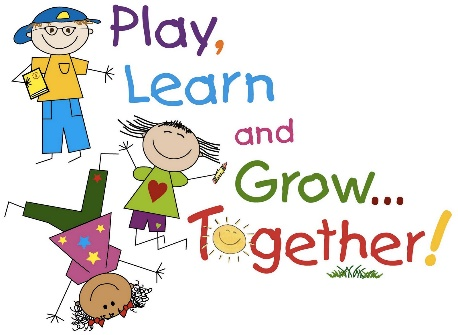 Play,
Learn
and
Grow...
Together!